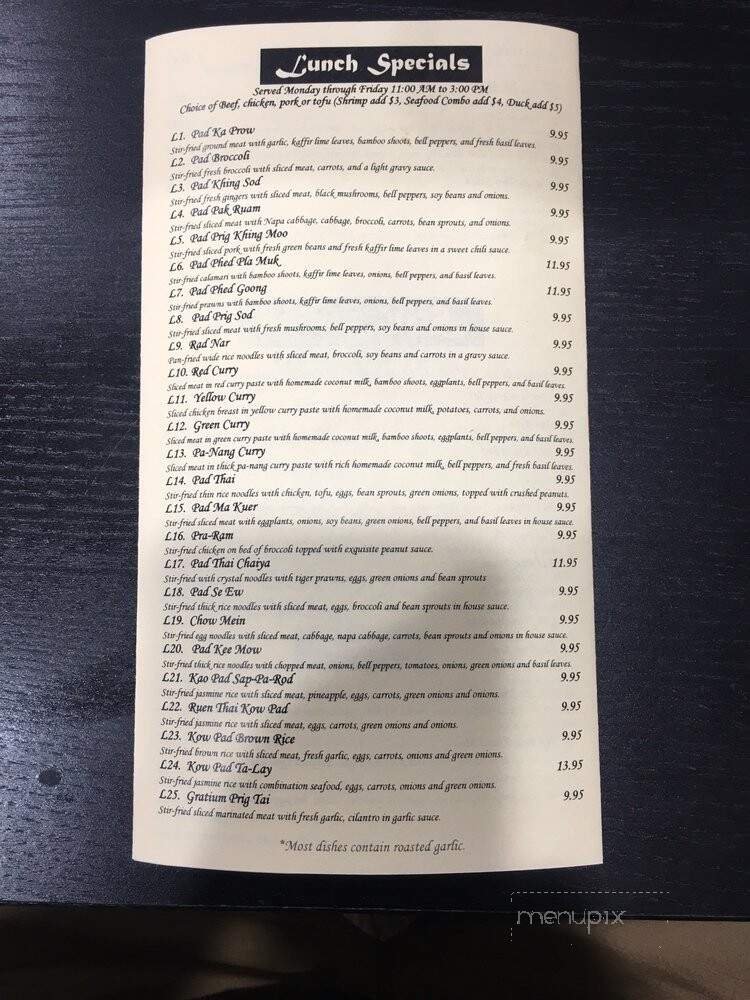 Lunch Specials
Served Monday through Friday 11:00 AM to 3:00 PM
Choice of Beef, chicken, pork or tofu (Shrimp add $3, Seafood Combo add $4, Duck add $5)
L1. Pad Ka Prow 9.95
Stir-fried ground meat with garlic, kaffir lime leaves, bamboo shoots, bell peppers, and fresh basil leaves.
L2. Pad Broccoli 9.95
Stir-fried fresh broccoli with sliced meat, carrots, and a light gravy sauce.
L3. Pad Khing Sod 9.95
Stir-fried fresh gingers with sliced meat, black mushrooms, bell peppers, soy beans and onions.
L4. Pad Pak Ruam 9.95
Stir-fried sliced meat with Napa cabbage, cabbage, broccoli, carrots, bean sprouts, and onions.
L5. Pad Prig Khing Moo 9.95
Stir-fried sliced pork with fresh green beans and fresh kaffir lime leaves in a sweet chili sauce.
L6. Pad Phed Pla Muk 11.95
Stir-fried calamari with bamboo shoots, kaffir lime leaves, onions, bell peppers, and basil leaves.
L7. Pad Phed Goong 11.95
Stir-fried prawns with bamboo shoots, kaffir lime leaves, onions, bell peppers, and basil leaves.
L8. Pad Prig Sod 9.95
Stir-fried sliced meat with fresh mushrooms, bell peppers, soy beans and onions in house sauce.
L9. Rad Nar 9.95
Pan-fried wide rice noodles with sliced meat, broccoli, soy beans and carrots in a gravy sauce.
L10. Red Curry 9.95
Sliced meat in red curry paste with homemade coconut milk, bamboo shoots, eggplants, bell peppers, and basil leaves.
L11. Yellow Curry 9.95
Sliced chicken breast in yellow curry paste with homemade coconut milk, potatoes, carrots, and onions.
L12. Green Curry 9.95
Sliced meat in green curry paste with homemade coconut milk, bamboo shoots, eggplants, bell peppers, and basil leaves.
L13. Pa-Nang Curry 9.95
Sliced meat in thick pa-nang curry paste with rich homemade coconut milk, bell peppers, and fresh basil leaves.
L14. Pad Thai 9.95
Stir-fried thin rice noodles with chicken, tofu, eggs, bean sprouts, green onions, topped with crushed peanuts.
L15. Pad Ma Kuer 9.95
Stir-fried sliced meat with eggplants, onions, soy beans, green onions, bell peppers, and basil leaves in house sauce.
L16. Pra-Ram 9.95
Stir-fried chicken on bed of broccoli topped with exquisite peanut sauce.
L17. Pad Thai Chaiya 11.95
Stir-fried with crystal noodles with tiger prawns, eggs, green onions and bean sprouts
L18. Pad Se Ew 9.95
Stir-fried thick rice noodles with sliced meat, eggs, broccoli and bean sprouts in house sauce.
L19. Chow Mein 9.95
Stir-fried egg noodles with sliced meat, cabbage, napa cabbage, carrots, bean sprouts and onions in house sauce.
L20. Pad Kee Mow 9.95
Stir-fried thick rice noodles with chopped meat, onions, bell peppers, tomatoes, onions, green onions and basil leaves.
L21. Kao Pad Sap-Pa-Rod 9.95
Stir-fried jasmine rice with sliced meat, pineapple, eggs, carrots, green onions and onions.
L22. Ruen Thai Kow Pad 9.95
Stir-fried jasmine rice with sliced meat, eggs, carrots, green onions and onions.
L23. Kow Pad Brown Rice 9.95
Stir-fried brown rice with sliced meat, fresh garlic, eggs, carrots, onions and green onions.
L24. Kow Pad Ta-Lay 13.95
Stir-fried jasmine rice with combination seafood, eggs, carrots, onions and green onions.
L25. Gratium Prig Tai 9.95
Stir-fried sliced marinated meat with fresh garlic, cilantro in garlic sauce.
*Most dishes contain roasted garlic.
menupix